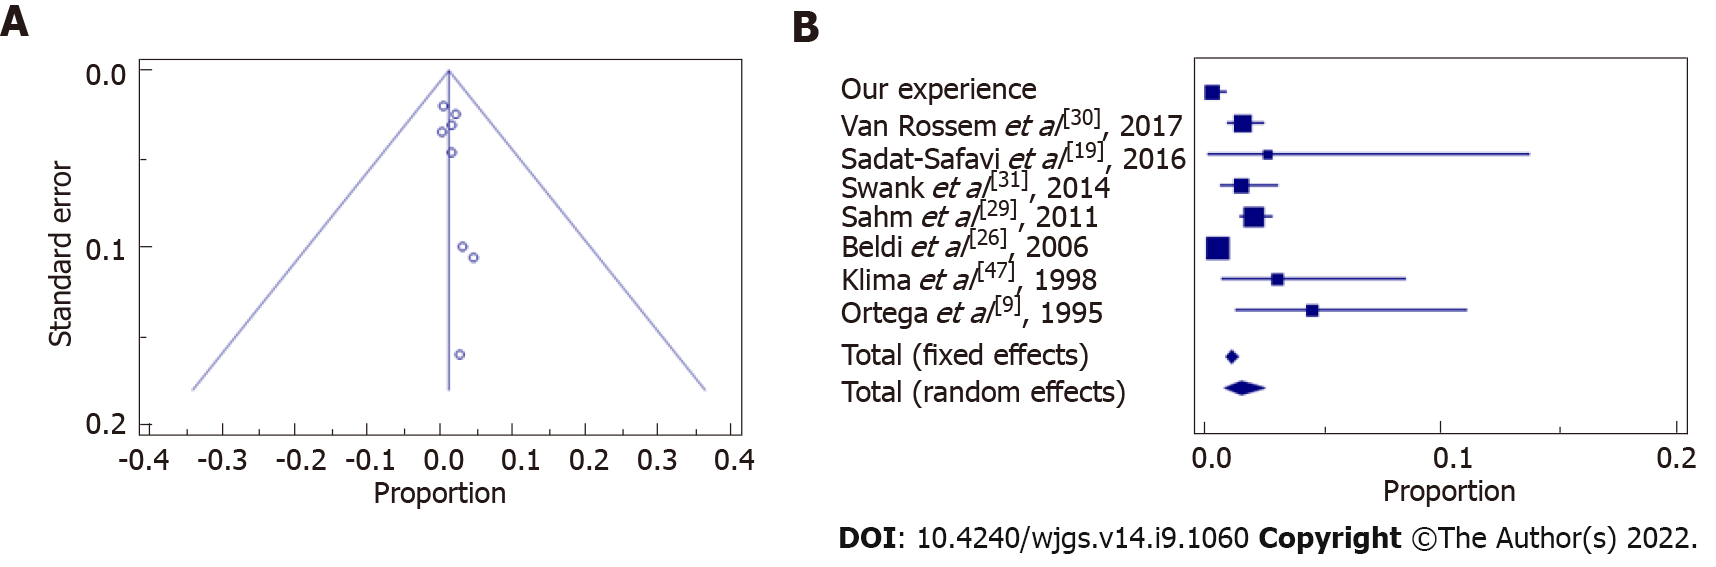 A
0.0
0.1
0.2
Standard error
-0.4 -0.3 -0.2 -0.1 0.0 0.1 0.2 0.3 0.4
Proportion
B
Our experience
Van Rossem et al[30], 2017
Sadat-Safavi et al[19], 2016
Swank et al[31], 2014
Sahm et al[29], 2011
Beldi et al[26], 2006
Klima et al[47], 1998
Ortega et al[9], 1995
Total (fixed effects)
Total (random effects)
0.0 0.1 0.2
Proportion
DOI: 10.4240/wjgs.v14.i9.1060 Copyright ©The Author(s) 2022.